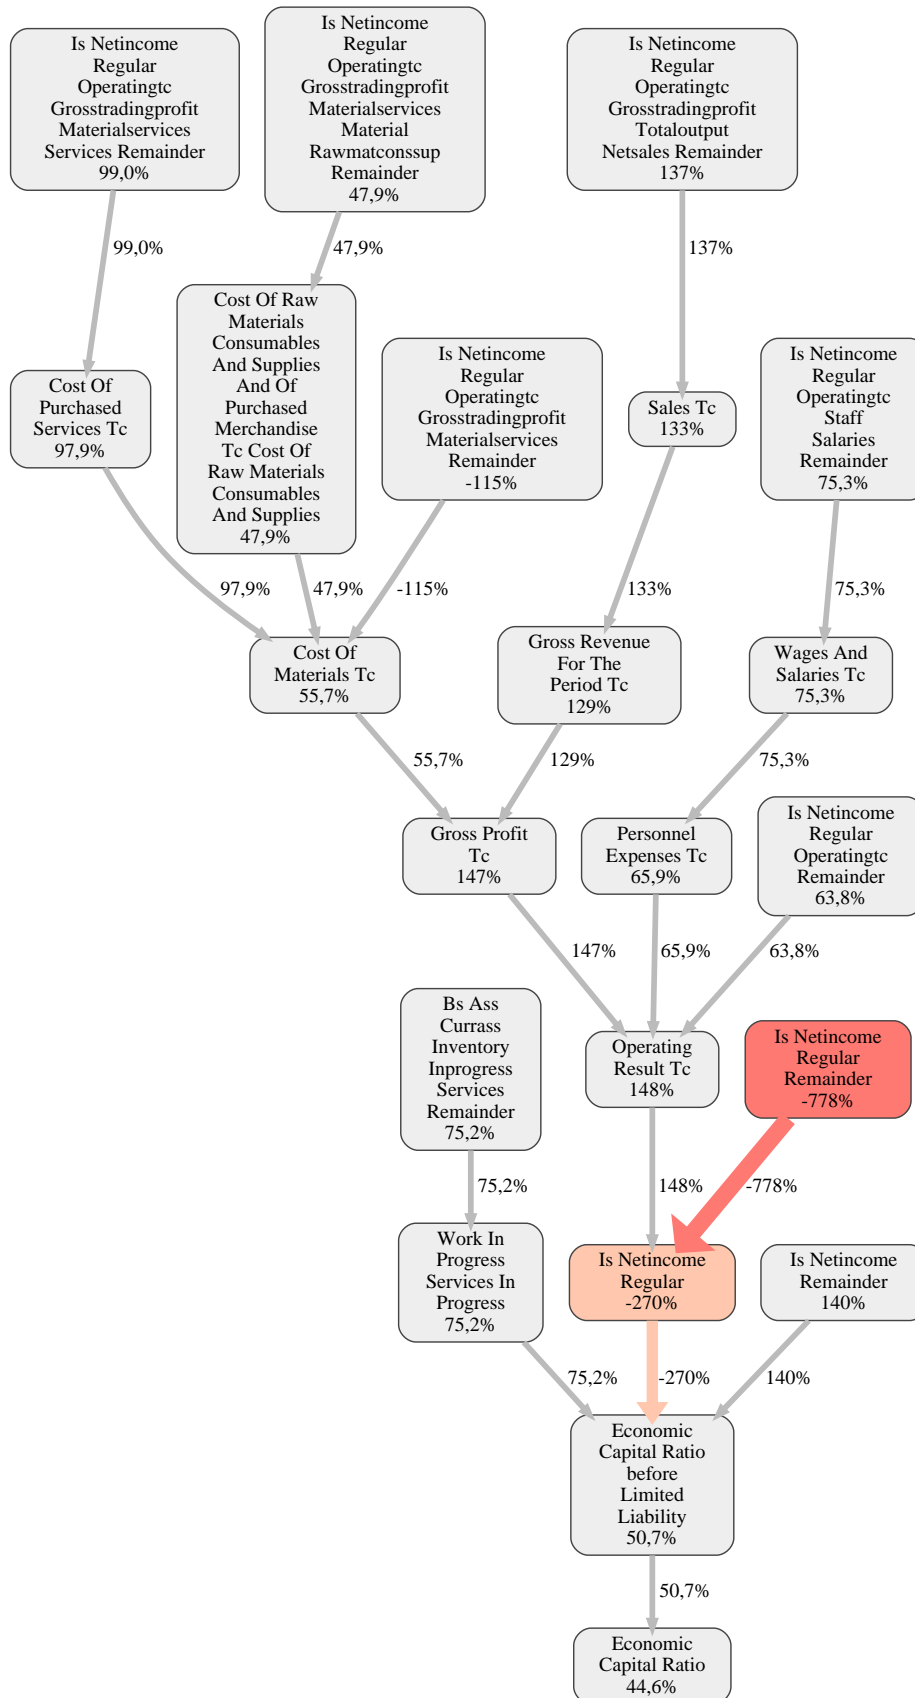 Is Netincome
Regular
Operatingtc
Grosstradingprofit
Materialservices
Services Remainder
99,0%
Is Netincome
Regular
Operatingtc
Grosstradingprofit
Materialservices
Material
Rawmatconssup
Remainder
47,9%
Is Netincome
Regular
Operatingtc
Grosstradingprofit
Totaloutput
Netsales Remainder
137%
99,0%
47,9%
137%
Cost Of
Purchased
Services Tc
97,9%
Cost Of Raw
Materials
Consumables
And Supplies
And Of
Purchased
Merchandise
Tc Cost Of
Raw Materials
Consumables
And Supplies
47,9%
Is Netincome
Regular
Operatingtc
Grosstradingprofit
Materialservices
Remainder
-115%
Sales Tc
133%
Is Netincome
Regular
Operatingtc
Staff
Salaries
Remainder
75,3%
97,9%
47,9%
-115%
133%
75,3%
Cost Of
Materials Tc
55,7%
Gross Revenue
For The
Period Tc
129%
Wages And
Salaries Tc
75,3%
55,7%
129%
75,3%
Gross Profit
Tc
147%
Personnel
Expenses Tc
65,9%
Is Netincome
Regular
Operatingtc
Remainder
63,8%
147%
65,9%
63,8%
Bs Ass
Currass
Inventory
Inprogress
Services
Remainder
75,2%
Operating
Result Tc
148%
Is Netincome
Regular
Remainder
-778%
75,2%
148%
-778%
Work In
Progress
Services In
Progress
75,2%
Is Netincome
Regular
-270%
Is Netincome
Remainder
140%
75,2%
-270%
140%
Economic
Capital Ratio
before
Limited
Liability
50,7%
50,7%
Economic
Capital Ratio
44,6%